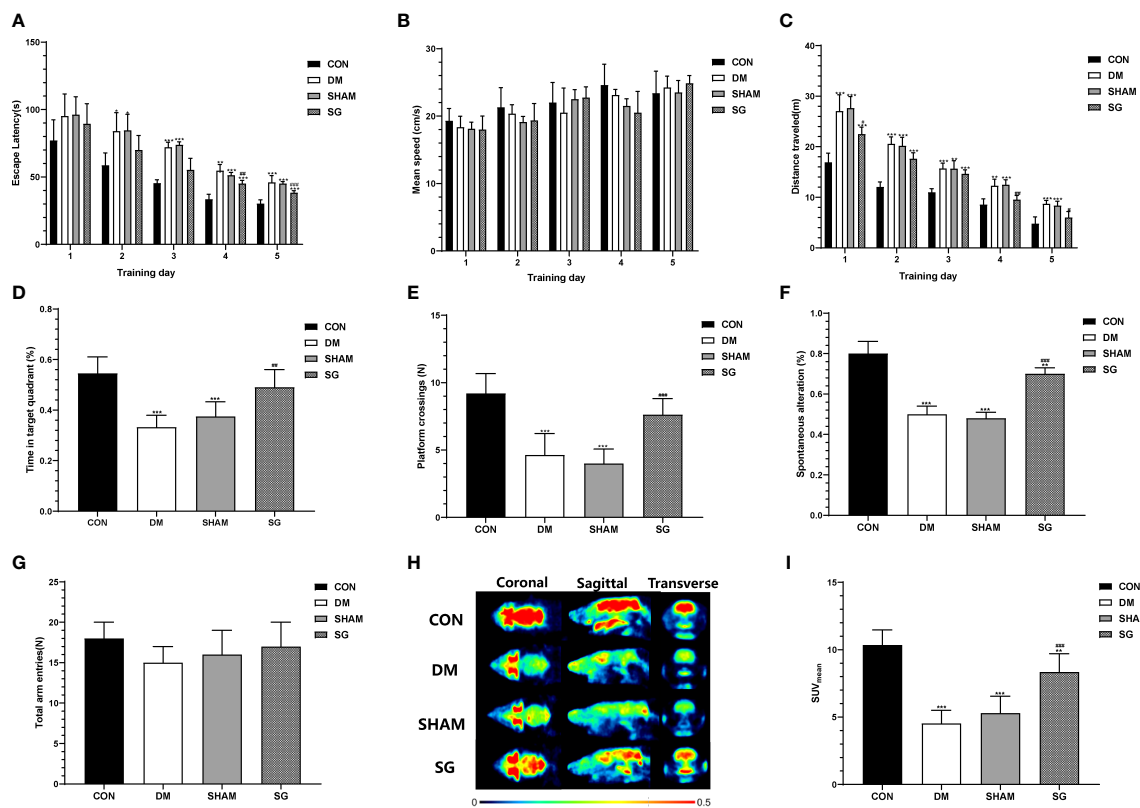 A
Escape Latency(s)
150
100
50
0
1 2 3 4 5
Training day
CON
DM
SHAM
SG
* *
*** ***
** *** ## ***
*** *** ### ***
B
Mean speed (cm/s)
30
20
10
0
1 2 3 4 5
Training day
CON
DM
SHAM
SG
C
Distance traveled(m)
40
30
20
10
0
1 2 3 4 5
Training day
CON
DM
SHAM
SG
*** *** # ***
*** *** ***
*** ** ***
** *** ##
*** *** #
D
Time in target quadrant (%)
0.8
0.6
0.4
0.2
0.0
CON DM SHAM SG
CON
DM
SHAM
SG
*** *** ##
E
Platform crossings (N)
15
10
5
0
CON DM SHAM SG
CON
DM
SHAM
SG
*** *** ###
F
Spontaneous alteration (%)
1.0
0.8
0.6
0.4
0.2
0.0
CON DM SHAM SG
CON
DM
SHAM
SG
*** *** ### **
G
Total arm entries(N)
25
20
15
10
5
0
CON DM SHAM SG
CON
DM
SHAM
SG
H
Coronal Sagittal Transverse
CON
DM
SHAM
SG
0 0.5
I
SUVmean
15
10
5
0
CON DM SHAM SG
CON
DM
SHA
SG
*** *** ### **